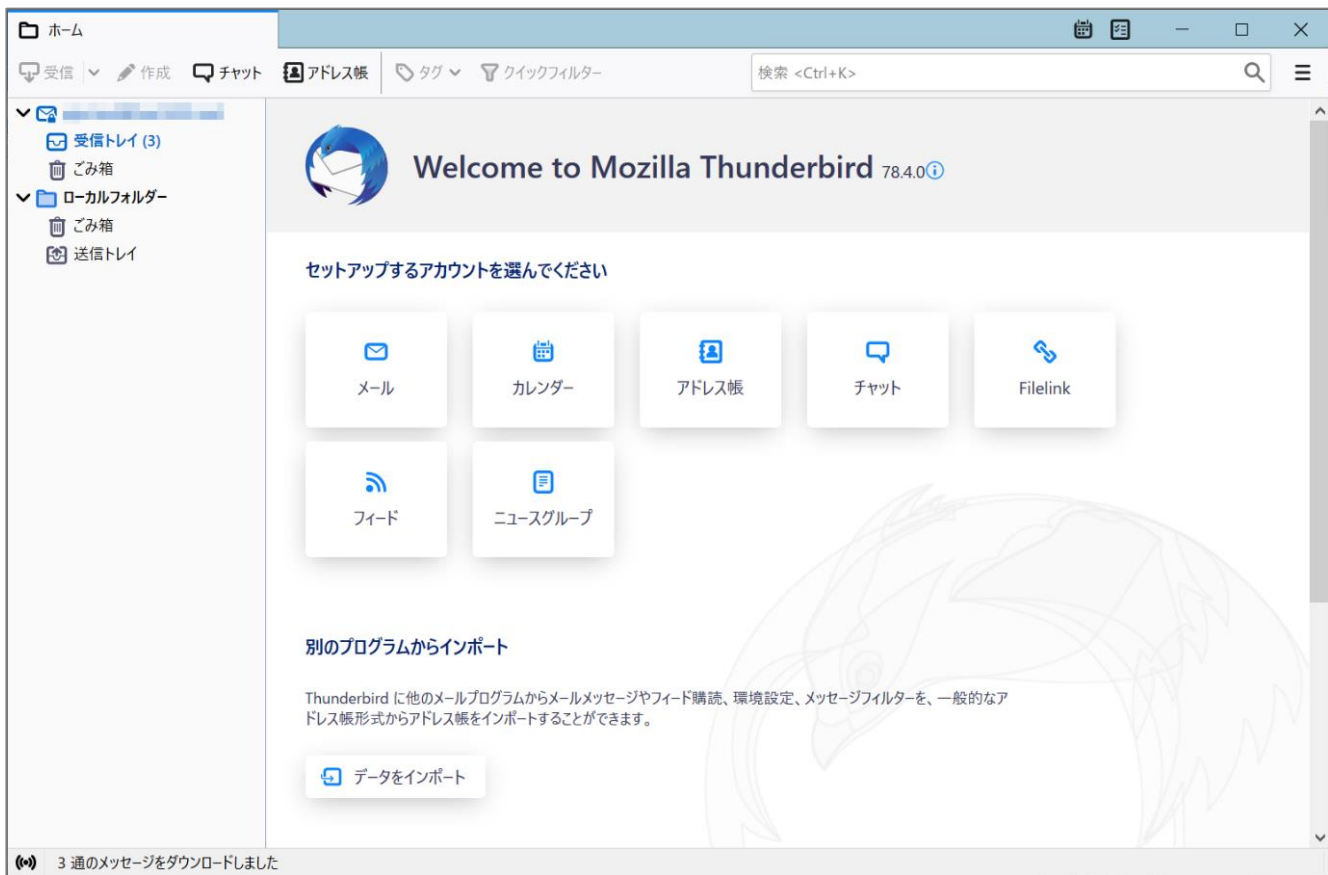 ホーム
受信 作成 チャット アドレス帳 タグ クイックフィルター 検索 <Ctrl+K>
受信トレイ (3)
ごみ箱
ローカルフォルダー
ごみ箱
送信トレイ
Welcome to Mozilla Thunderbird 78.4.0
セットアップするアカウントを選んでください
メール カレンダー アドレス帳 チャット Filelink
フィード ニュースグループ
別のプログラムからインポート
Thunderbird に他のメールプログラムからメールメッセージやフィード購読、環境設定、メッセージフィルターを、一般的なア
ドレス帳形式からアドレス帳をインポートすることができます。
データをインポート
3 通のメッセージをダウンロードしました